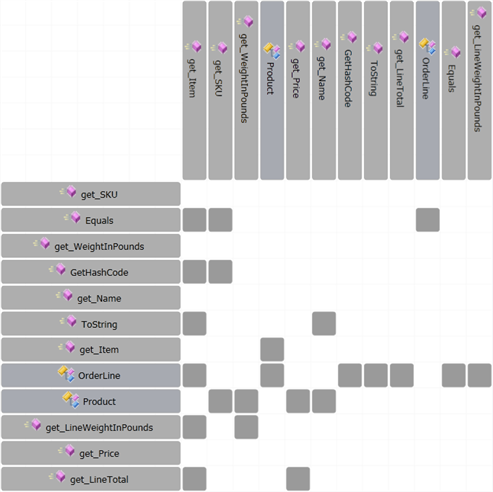 get_Item
get_SKU
get_WeightInPounds
Product
get_Price
get_Name
GetHashCode
ToString
get_LineTotal
OrderLine
Equals
get_LineWeightInPounds
get_SKU
Equals
get_WeightInPounds
GetHashCode
get_Name
ToString
get_Item
OrderLine
Product
get_LineWeightInPounds
get_Price
get_LineTotal